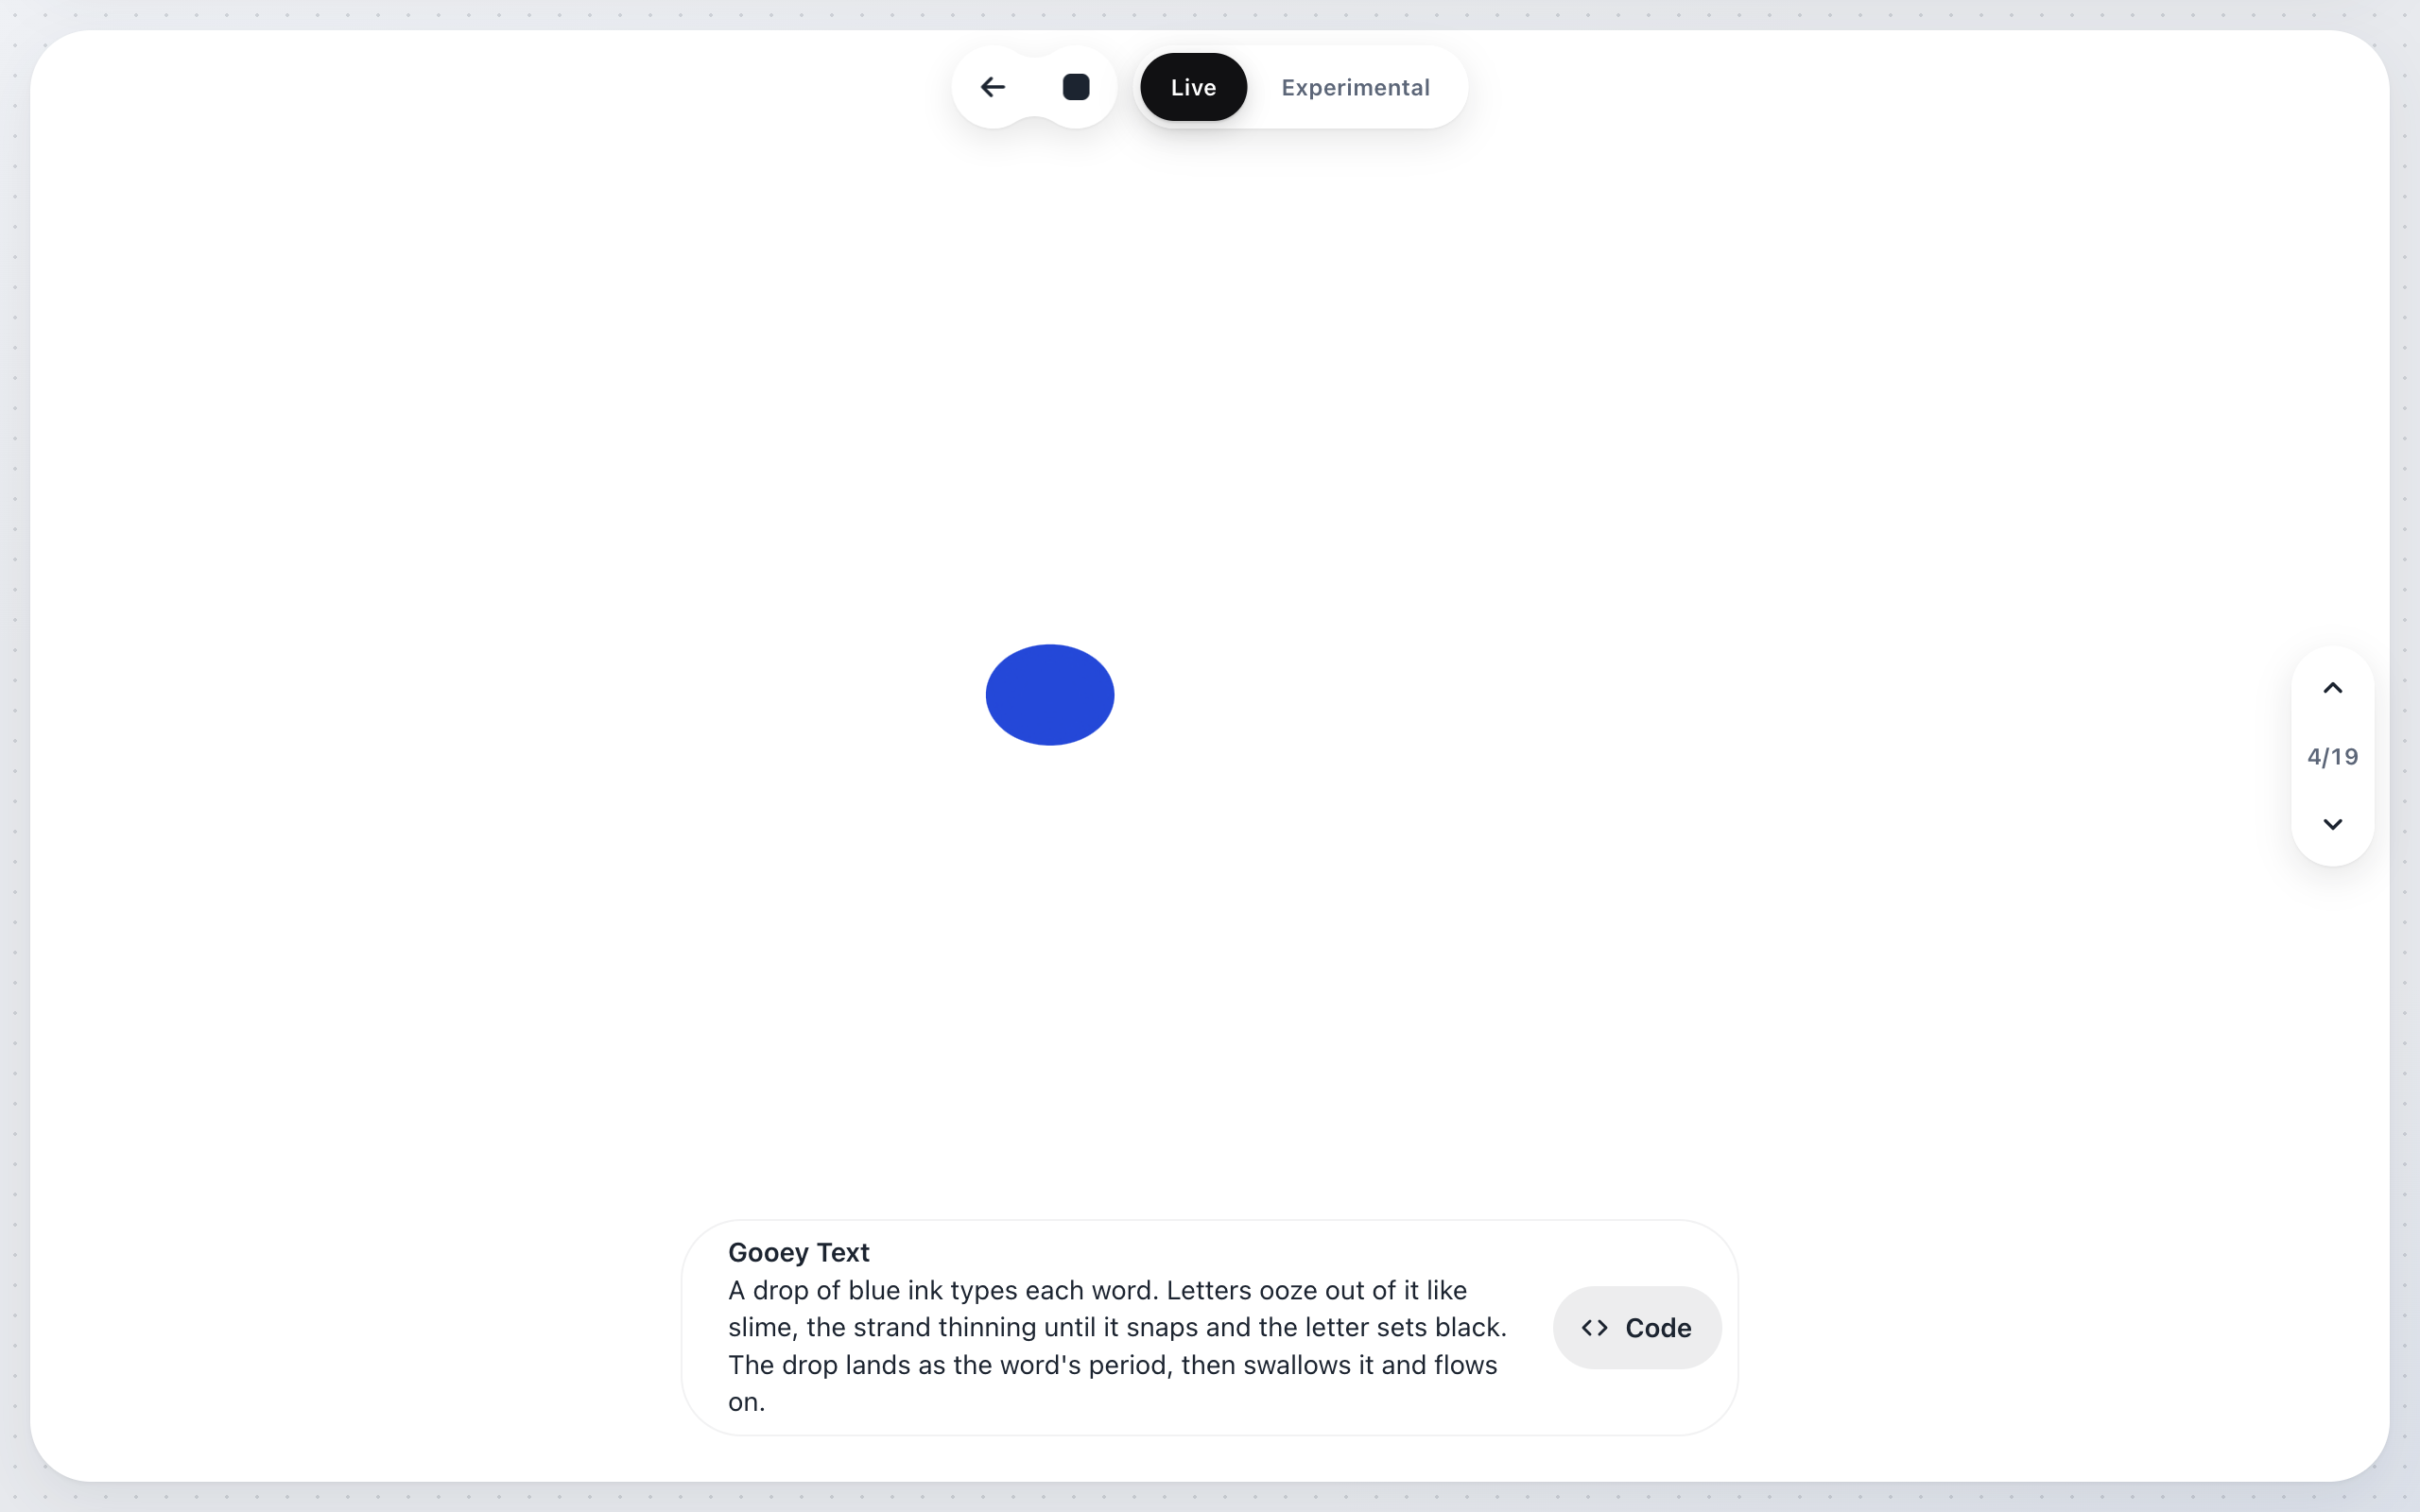 Live
Experimental
4/19
Gooey Text
A drop of blue ink types each word. Letters ooze out of it like
slime, the strand thinning until it snaps and the letter sets black.
The drop lands as the word's period, then swallows it and flows
on.
Code